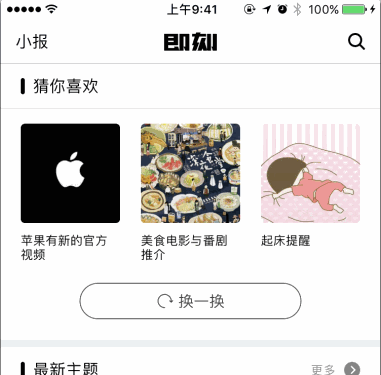 上午9:41
100%
小报
即刻
猜你喜欢
苹果有新的官方
视频
美食电影与番剧
推介
起床提醒
换一换
最新主题
更多